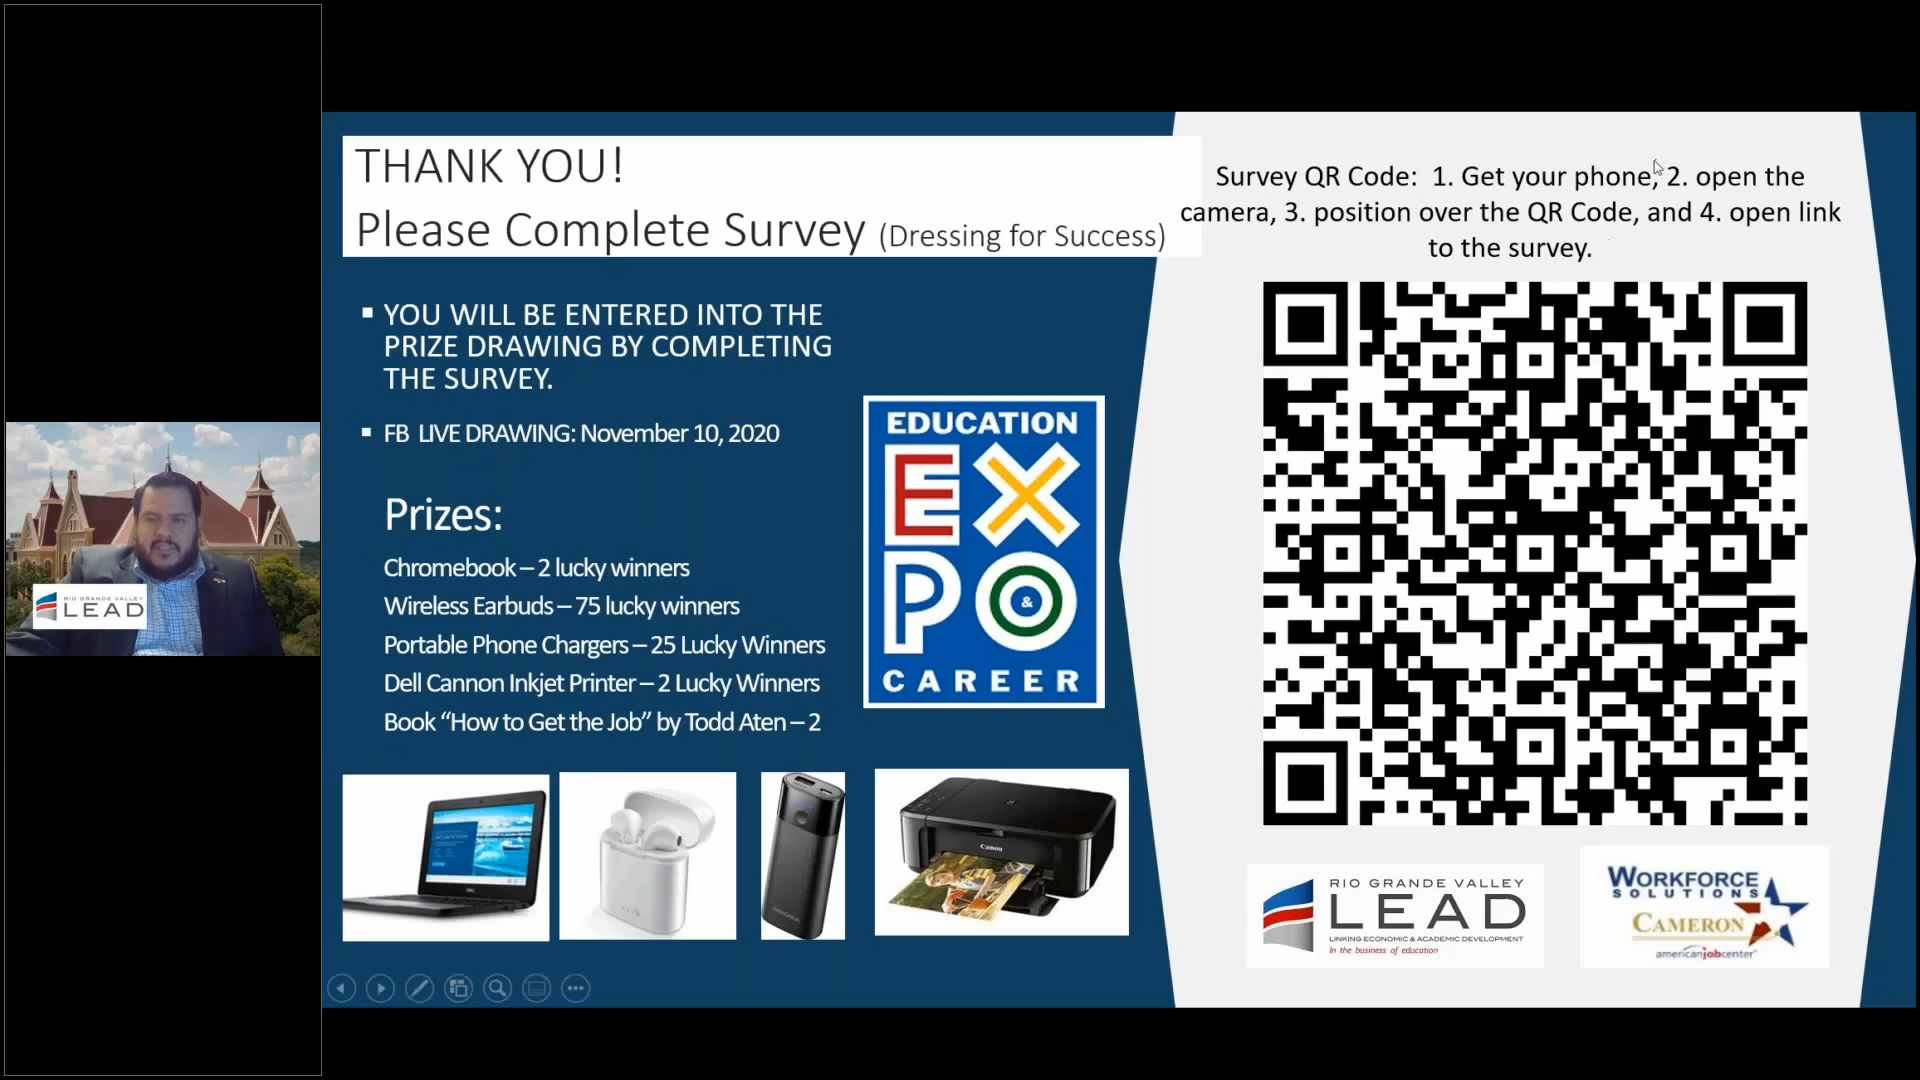 THANK YOU!
Please Complete Survey (Dressing for Success)
▪ YOU WILL BE ENTERED INTO THE
PRIZE DRAWING BY COMPLETING
THE SURVEY.
▪ FB LIVE DRAWING: November 10, 2020
Prizes:
Chromebook – 2 lucky winners
Wireless Earbuds – 75 lucky winners
Portable Phone Chargers – 25 Lucky Winners
Dell Cannon Inkjet Printer – 2 Lucky Winners
Book “How to Get the Job” by Todd Aten – 2
EDUCATION
EXPO
&
CAREER
Survey QR Code: 1. Get your phone, 2. open the
camera, 3. position over the QR Code, and 4. open link
to the survey.
RIO GRANDE VALLEY
LEAD
LINKING ECONOMIC & ACADEMIC DEVELOPMENT
In the business of education
WORKFORCE
SOLUTIONS
CAMERON
americanjobcenter
RIO GRANDE VALLEY
LEAD
INSIGNIA
Canon